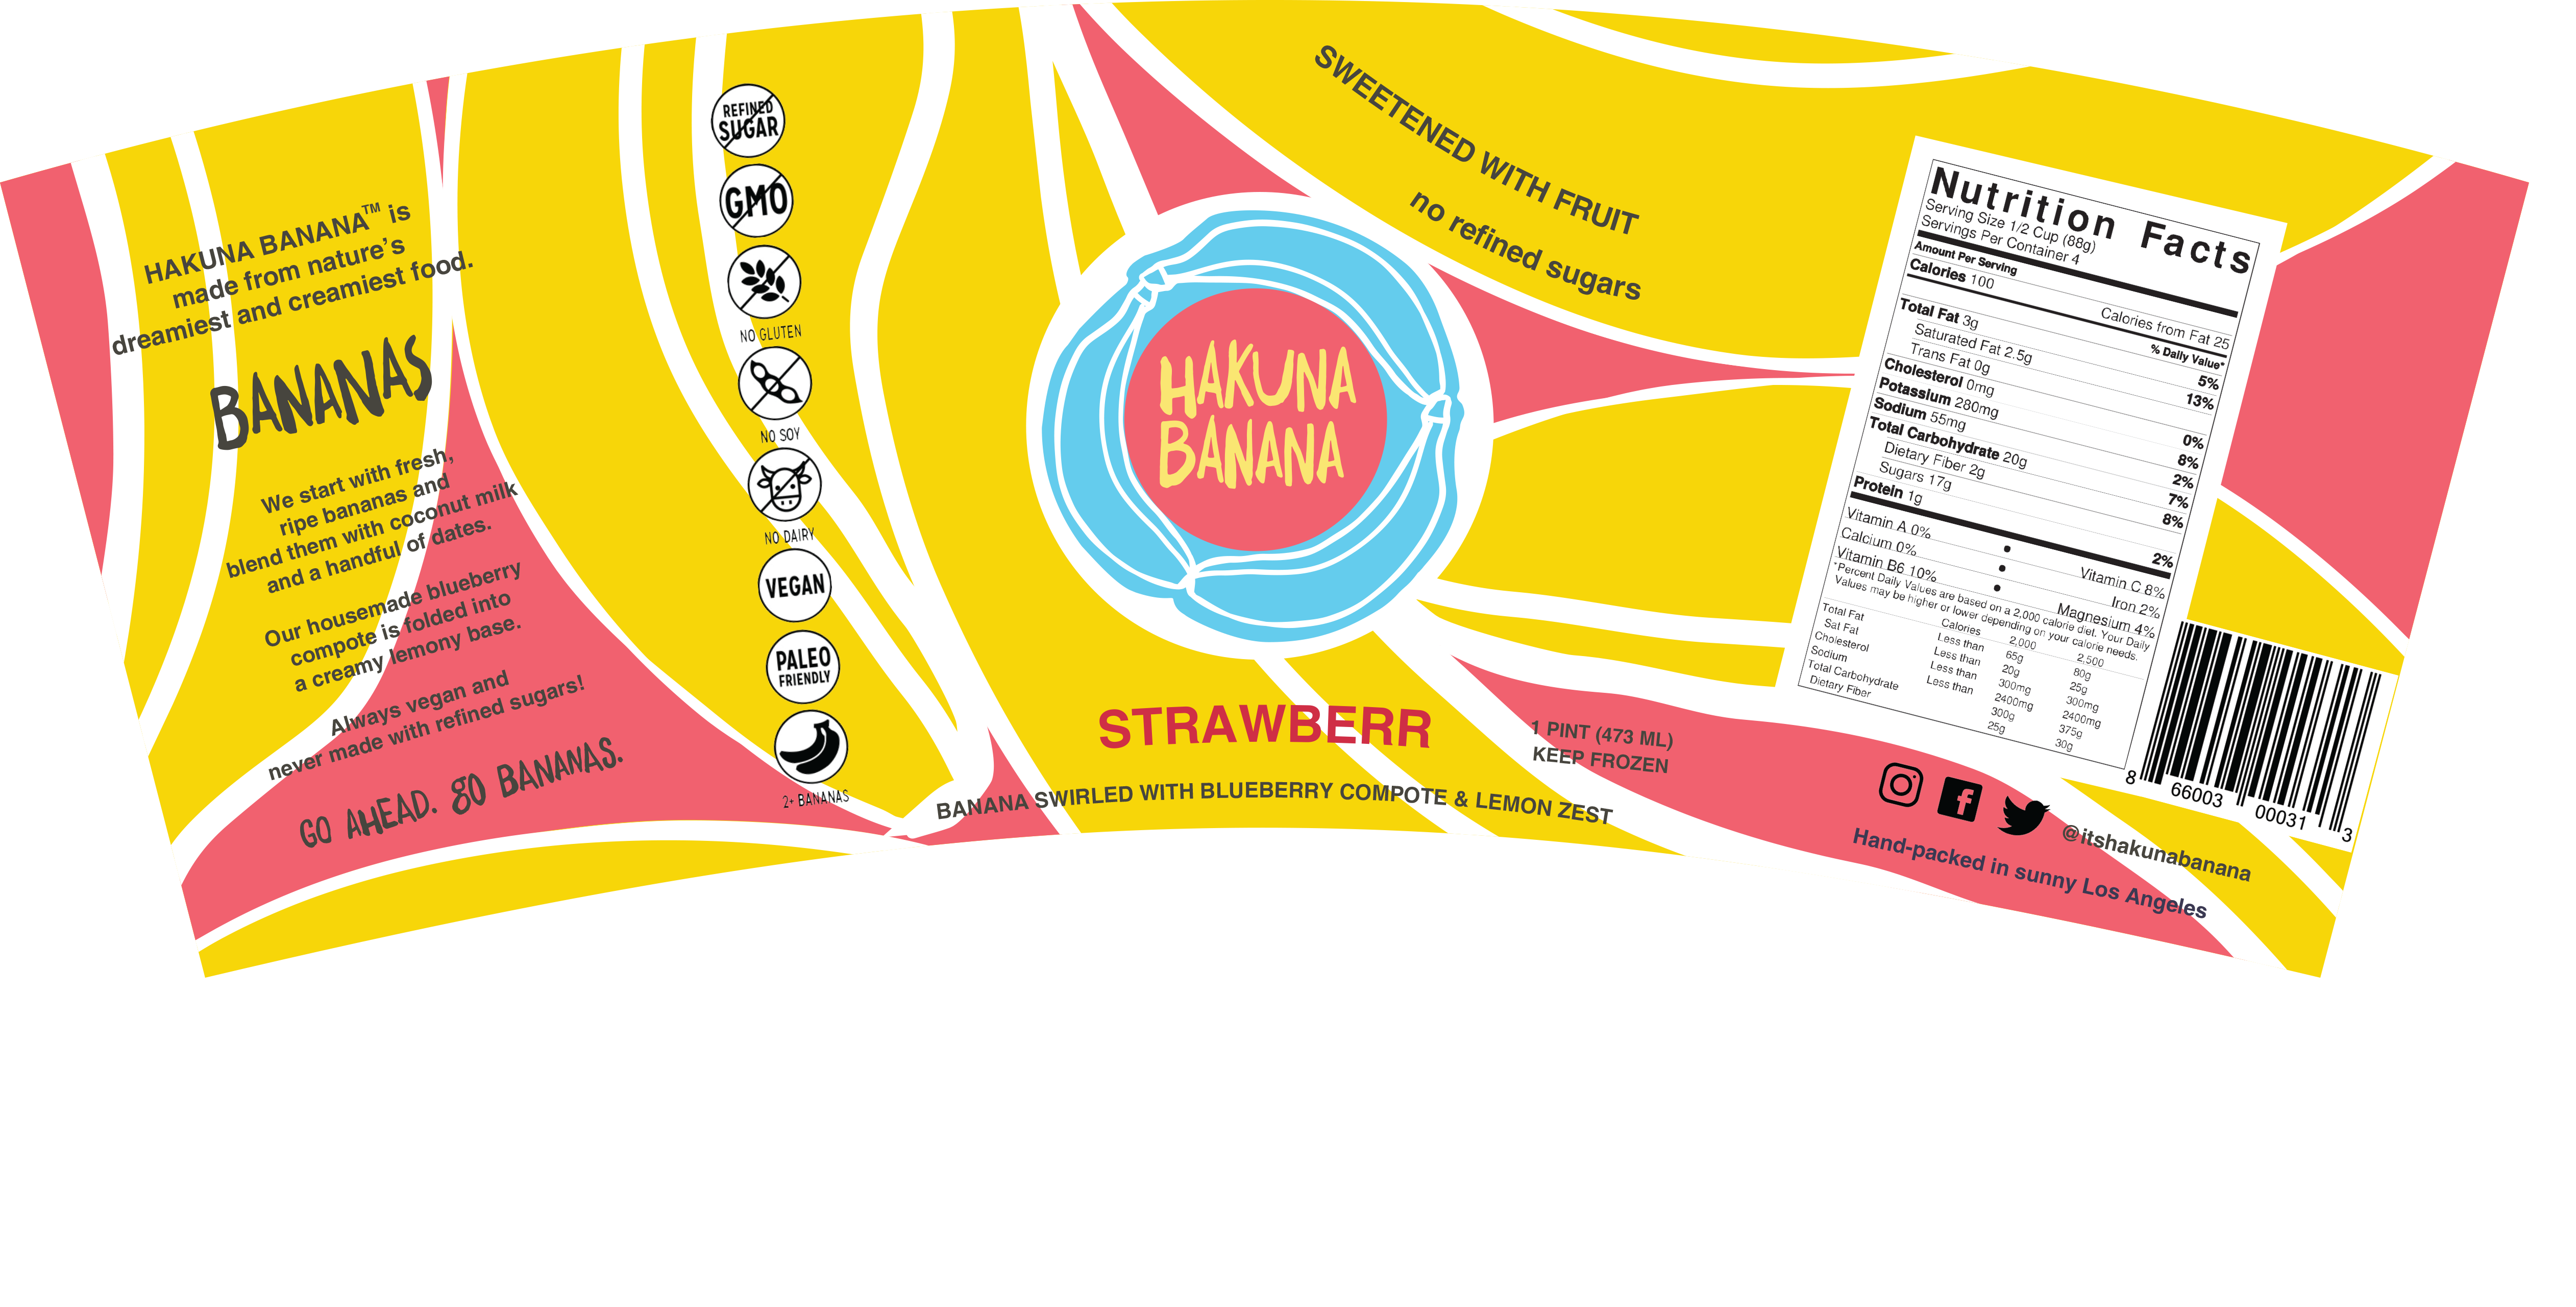 HAKUNA BANANA™ is
made from nature's
dreamiest and creamiest food.
BANANAS
We start with fresh,
ripe bananas and
blend them with coconut milk
and a handful of dates.
Our housemade blueberry
compote is folded into
a creamy lemony base.
Always vegan and
never made with refined sugars!
GO AHEAD. go BANANAS.
REFINED
SUGAR
GMO
NO GLUTEN
NO SOY
NO DAIRY
VEGAN
PALEO
FRIENDLY
2+ BANANAS
HAKUNA
BANANA
STRAWBERR
BANANA SWIRLED WITH BLUEBERRY COMPOTE & LEMON ZEST
SWEETENED WITH FRUIT
no refined sugars
1 PINT (473 ML)
KEEP FROZEN
Nutrition Facts
Serving Size 1/2 Cup (88g)
Servings Per Container 4
Amount Per Serving
Calories 100 Calories from Fat 25
% Daily Value*
Total Fat 3g 5%
Saturated Fat 2.5g 13%
Trans Fat 0g
Cholesterol 0mg 0%
Potassium 280mg 8%
Sodium 55mg 2%
Total Carbohydrate 20g 7%
Dietary Fiber 2g 8%
Sugars 17g
Protein 1g 2%
Vitamin A 0% • Vitamin C 8%
Calcium 0% • Iron 2%
Vitamin B6 10% • Magnesium 4%
*Percent Daily Values are based on a 2,000 calorie diet. Your Daily
Values may be higher or lower depending on your calorie needs.
Calories 2,000 2,500
Total Fat Less than 65g 80g
Sat Fat Less than 20g 25g
Cholesterol Less than 300mg 300mg
Sodium Less than 2400mg 2400mg
Total Carbohydrate 300g 375g
Dietary Fiber 25g 30g
8 66003 00031 3
@itshakunabanana
Hand-packed in sunny Los Angeles